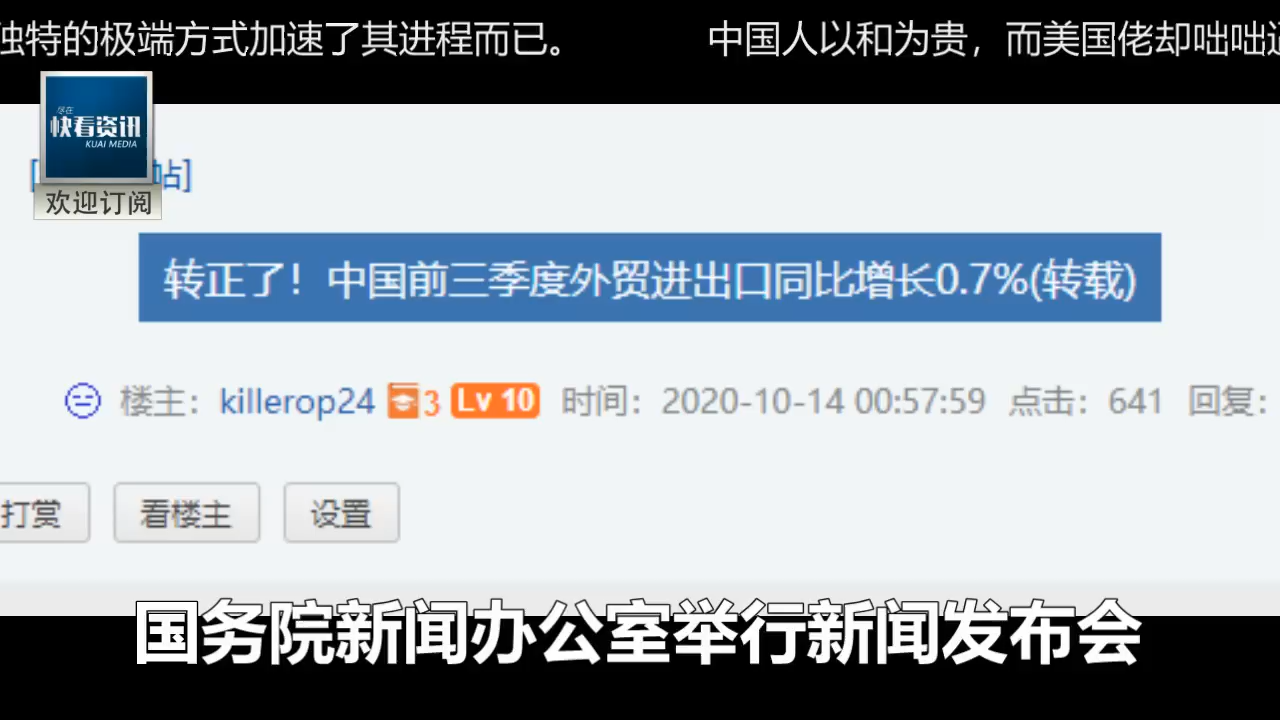 独特的极端方式加速了其进程而已。 中国人以和为贵，而美国佬却咄咄
尽在
快看资讯
KUAI MEDIA
帖]
欢迎订阅
转正了！中国前三季度外贸进出口同比增长0.7%(转载)
楼主： killerop24 3 Lv 10 时间： 2020-10-14 00:57:59 点击： 641 回复：
打赏 看楼主 设置
国务院新闻办公室举行新闻发布会